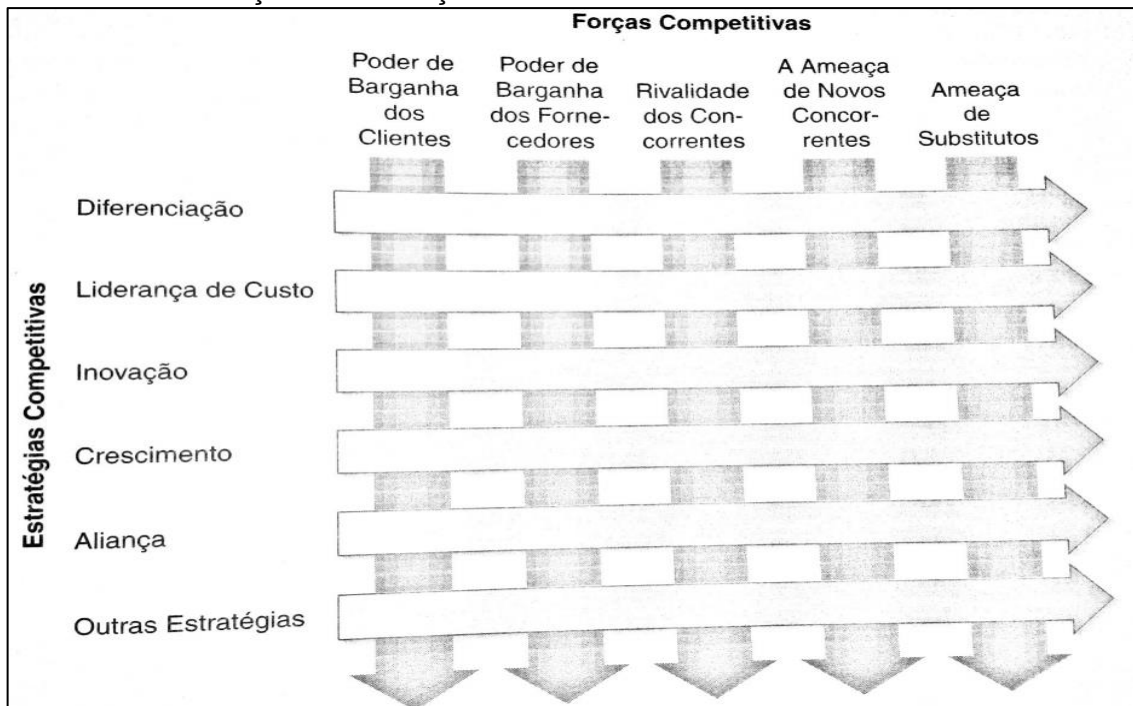 Forças Competitivas
Poder de
Barganha
dos
Clientes
Poder de
Barganha
dos Forne-
cedores
Rivalidade
dos Con-
correntes
A Ameaça
de Novos
Concor-
rentes
Ameaça
de
Substitutos
Estratégias Competitivas
Diferenciação
Liderança de Custo
Inovação
Crescimento
Aliança
Outras Estratégias